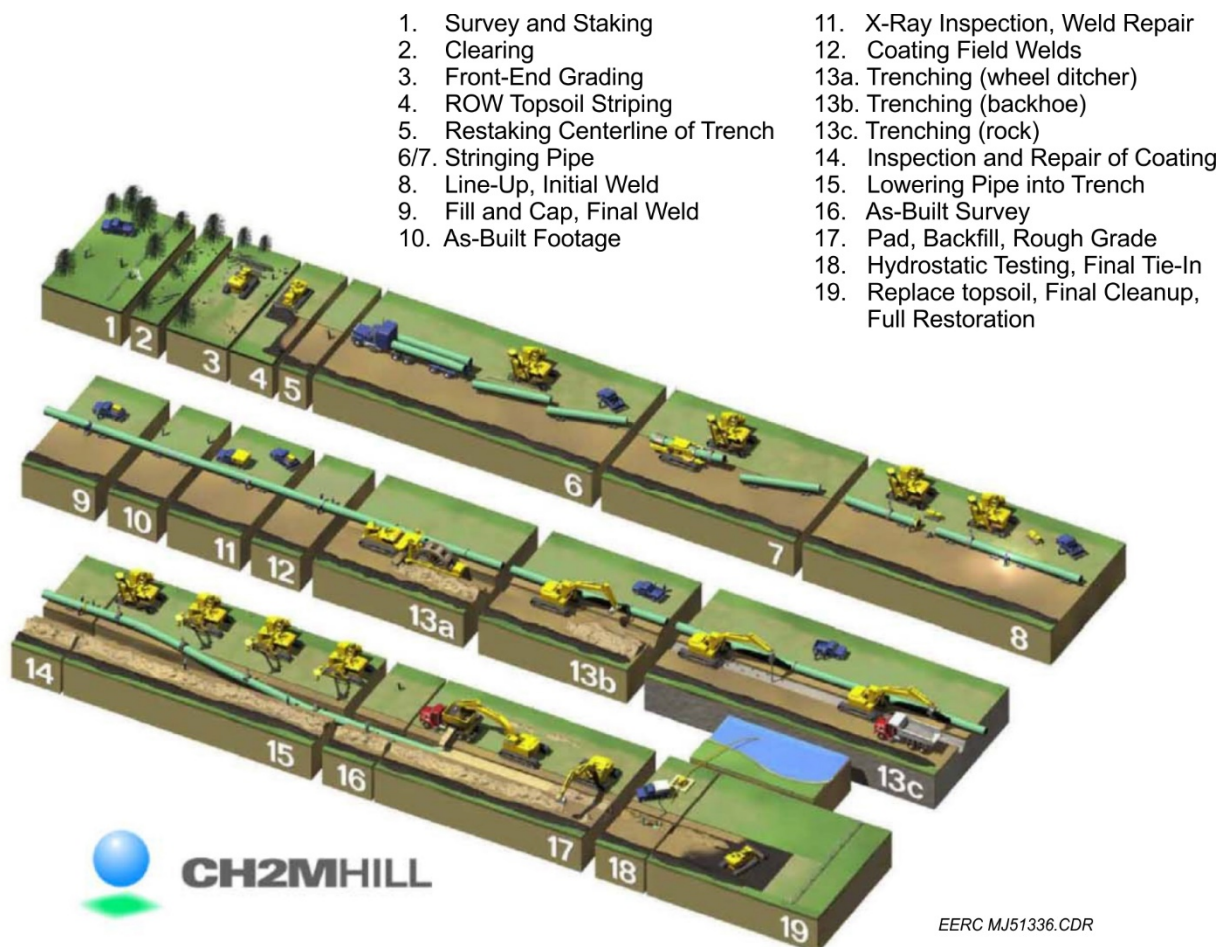 1. Survey and Staking
2. Clearing
3. Front-End Grading
4. ROW Topsoil Striping
5. Restaking Centerline of Trench
6/7. Stringing Pipe
8. Line-Up, Initial Weld
9. Fill and Cap, Final Weld
10. As-Built Footage
11. X-Ray Inspection, Weld Repair
12. Coating Field Welds
13a. Trenching (wheel ditcher)
13b. Trenching (backhoe)
13c. Trenching (rock)
14. Inspection and Repair of Coating
15. Lowering Pipe into Trench
16. As-Built Survey
17. Pad, Backfill, Rough Grade
18. Hydrostatic Testing, Final Tie-In
19. Replace topsoil, Final Cleanup,
Full Restoration
1
2
3
4
5
6
7
8
9
10
11
12
13a
13b
13c
14
15
16
17
18
19
CH2MHILL
EERC MJ51336.CDR